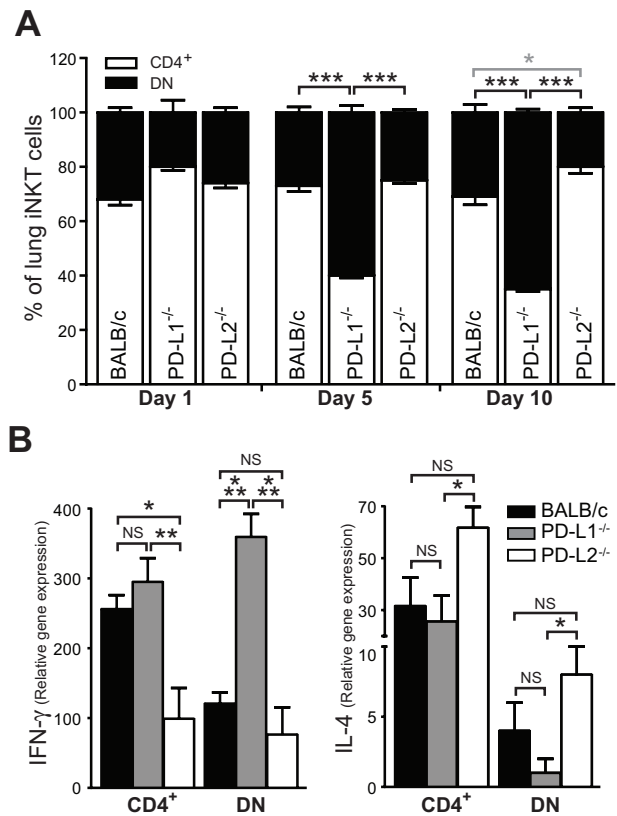 A
CD4+
DN
% of lung iNKT cells
120
100
80
60
40
20
0
*** ***
*
*** ***
BALB/c PD-L1-/- PD-L2-/-
BALB/c PD-L1-/- PD-L2-/-
BALB/c PD-L1-/- PD-L2-/-
Day 1 Day 5 Day 10
B
IFN-γ (Relative gene expression)
400
300
200
100
0
*
NS **
NS
* *
** **
CD4+ DN
IL-4 (Relative gene expression)
70
50
30
10
5
0
NS
*
NS
NS
*
NS
CD4+ DN
BALB/c
PD-L1-/-
PD-L2-/-